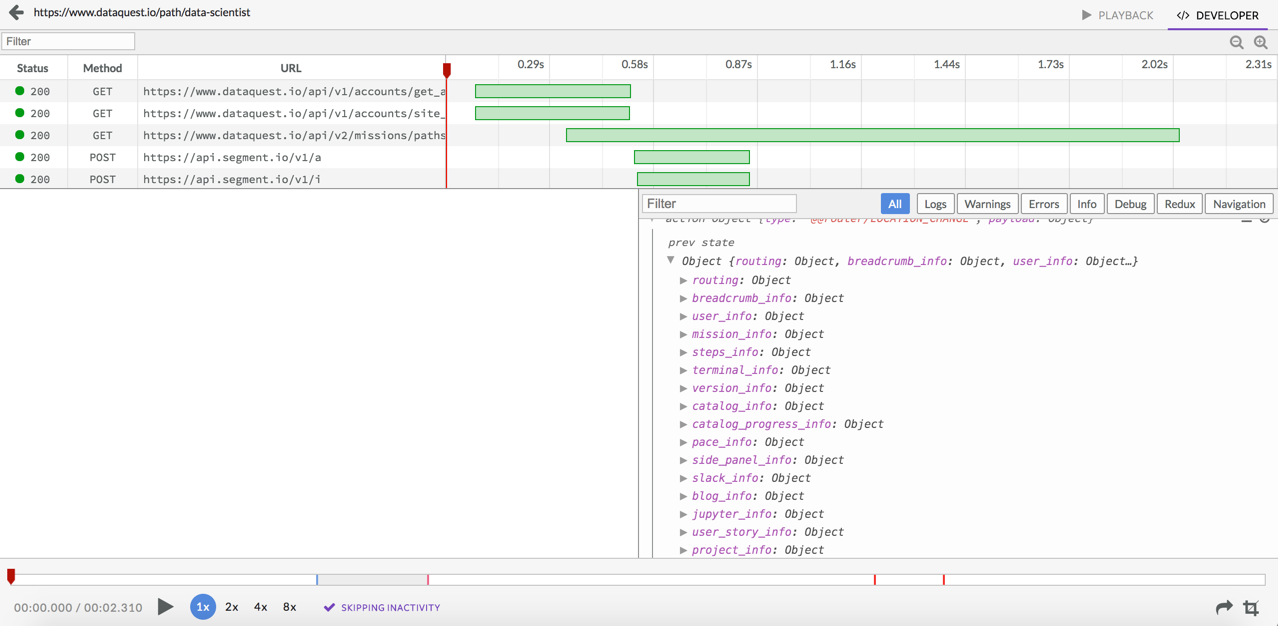 https://www.dataquest.io/path/data-scientist
PLAYBACK
</> DEVELOPER
Filter
Status Method URL 0.29s 0.58s 0.87s 1.16s 1.44s 1.73s 2.02s 2.31s
200 GET https://www.dataquest.io/api/v1/accounts/get_a
200 GET https://www.dataquest.io/api/v1/accounts/site_
200 GET https://www.dataquest.io/api/v2/missions/paths
200 POST https://api.segment.io/v1/a
200 POST https://api.segment.io/v1/i
Filter All Logs Warnings Errors Info Debug Redux Navigation
action Object {type: "@@router/LOCATION_CHANGE", payload: Object}
prev state
Object {routing: Object, breadcrumb_info: Object, user_info: Object…}
routing: Object
breadcrumb_info: Object
user_info: Object
mission_info: Object
steps_info: Object
terminal_info: Object
version_info: Object
catalog_info: Object
catalog_progress_info: Object
pace_info: Object
side_panel_info: Object
slack_info: Object
blog_info: Object
jupyter_info: Object
user_story_info: Object
project_info: Object
00:00.000 / 00:02.310 1x 2x 4x 8x SKIPPING INACTIVITY